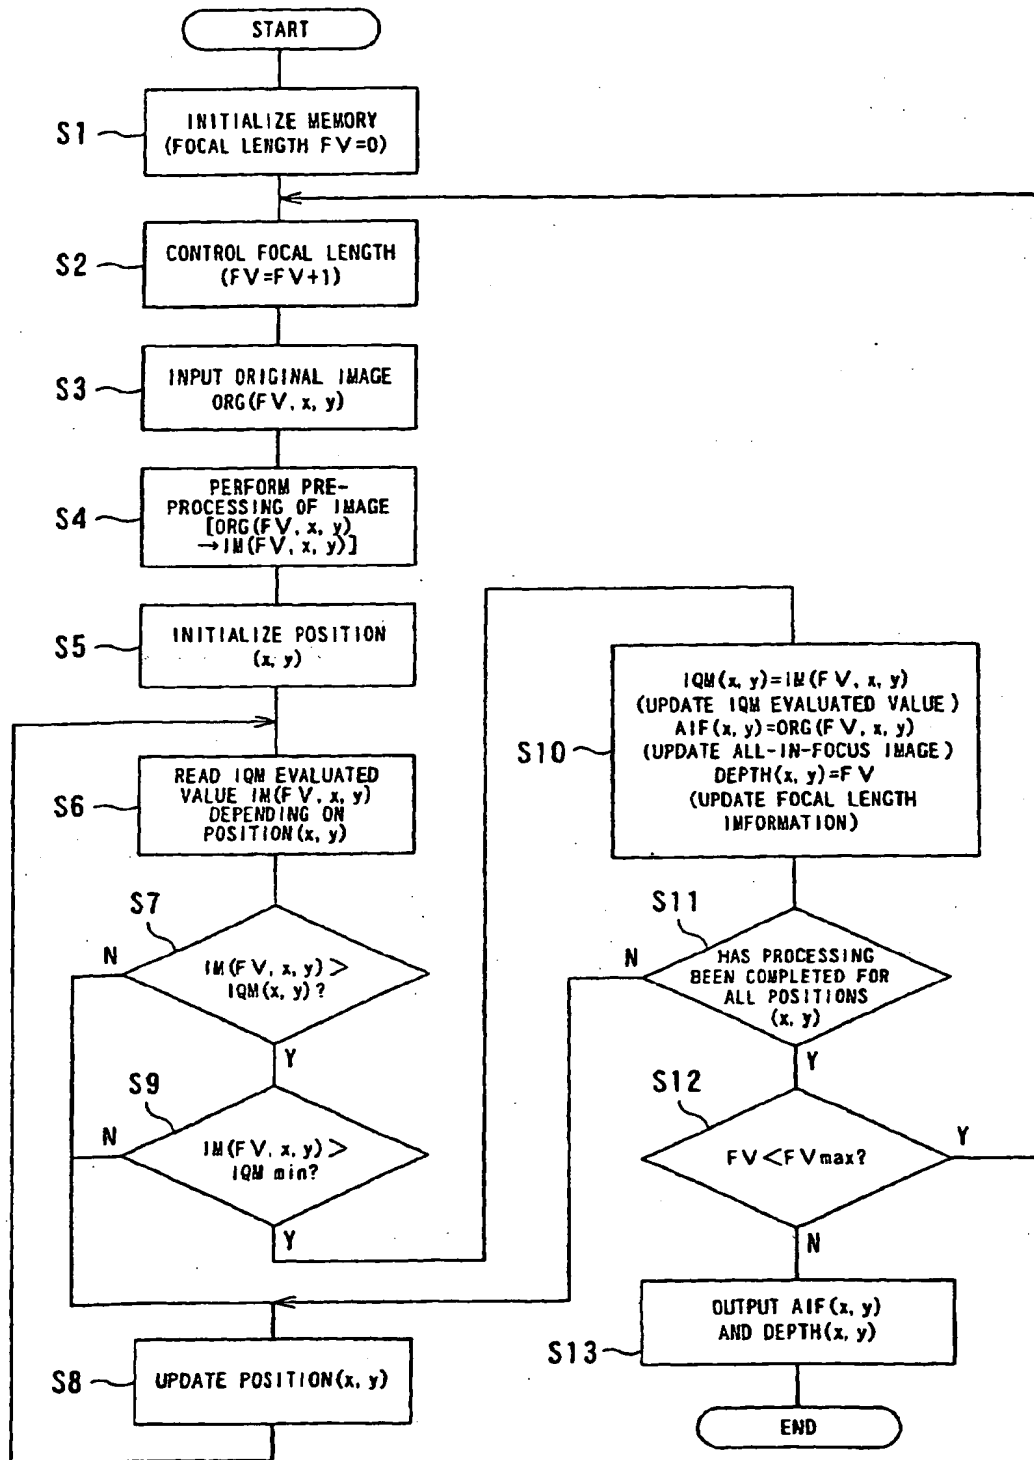 START
S1
INITIALIZE MEMORY
(FOCAL LENGTH FV=0)
S2
CONTROL FOCAL LENGTH
(FV=FV+1)
S3
INPUT ORIGINAL IMAGE
ORG(FV, x, y)
S4
PERFORM PRE-
PROCESSING OF IMAGE
[ORG(FV, x, y)
→IM(FV, x, y)]
S5
INITIALIZE POSITION
(x, y)
S6
READ IQM EVALUATED
VALUE IM(FV, x, y)
DEPENDING ON
POSITION(x, y)
S7
N
IM(FV, x, y) >
IQM(x, y)?
Y
S9
N
IM(FV, x, y) >
IQM min?
Y
S8
UPDATE POSITION(x, y)
S10
IQM(x, y)=IM(FV, x, y)
(UPDATE IQM EVALUATED VALUE)
AIF(x, y)=ORG(FV, x, y)
(UPDATE ALL-IN-FOCUS IMAGE)
DEPTH(x, y)=FV
(UPDATE FOCAL LENGTH
INFORMATION)
S11
N
HAS PROCESSING
BEEN COMPLETED FOR
ALL POSITIONS
(x, y)
Y
S12
FV<FVmax?
Y
N
S13
OUTPUT AIF(x, y)
AND DEPTH(x, y)
END